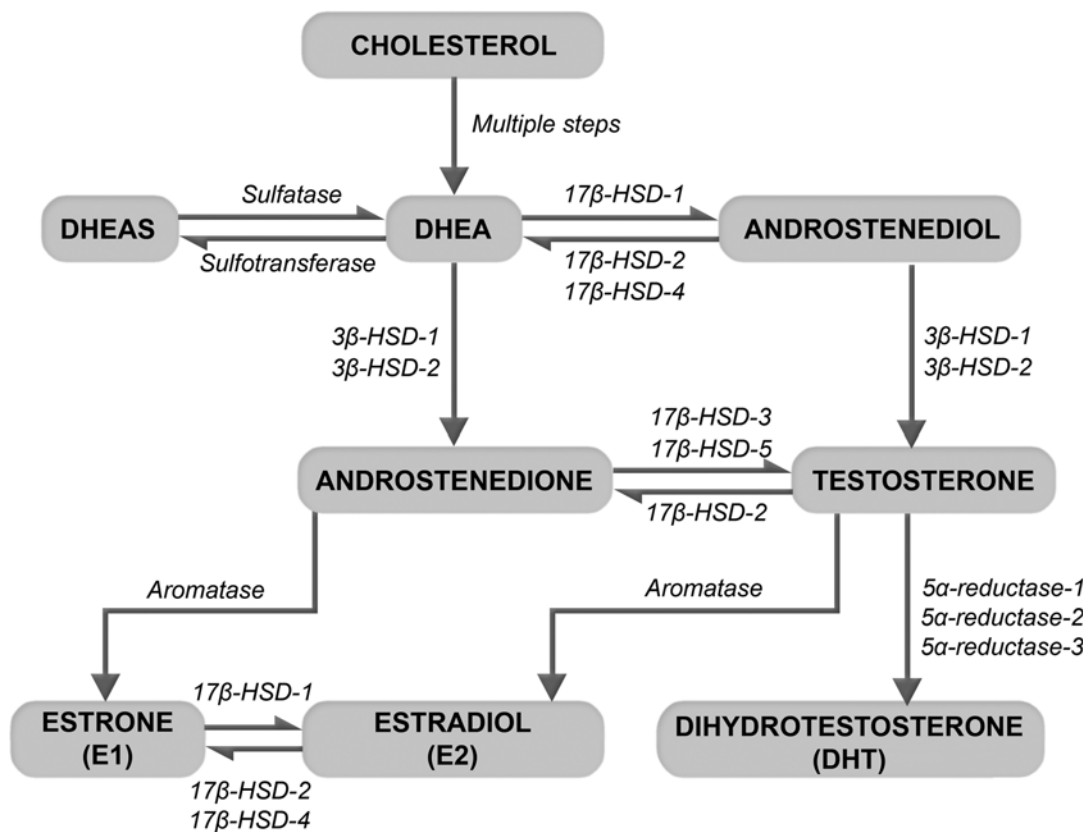 CHOLESTEROL
Multiple steps
Sulfatase
17β-HSD-1
DHEAS
DHEA
ANDROSTENEDIOL
Sulfotransferase
17β-HSD-2
17β-HSD-4
3β-HSD-1
3β-HSD-2
3β-HSD-1
3β-HSD-2
17β-HSD-3
17β-HSD-5
ANDROSTENEDIONE
TESTOSTERONE
17β-HSD-2
Aromatase
Aromatase
5α-reductase-1
5α-reductase-2
5α-reductase-3
17β-HSD-1
ESTRONE
(E1)
ESTRADIOL
(E2)
DIHYDROTESTOSTERONE
(DHT)
17β-HSD-2
17β-HSD-4